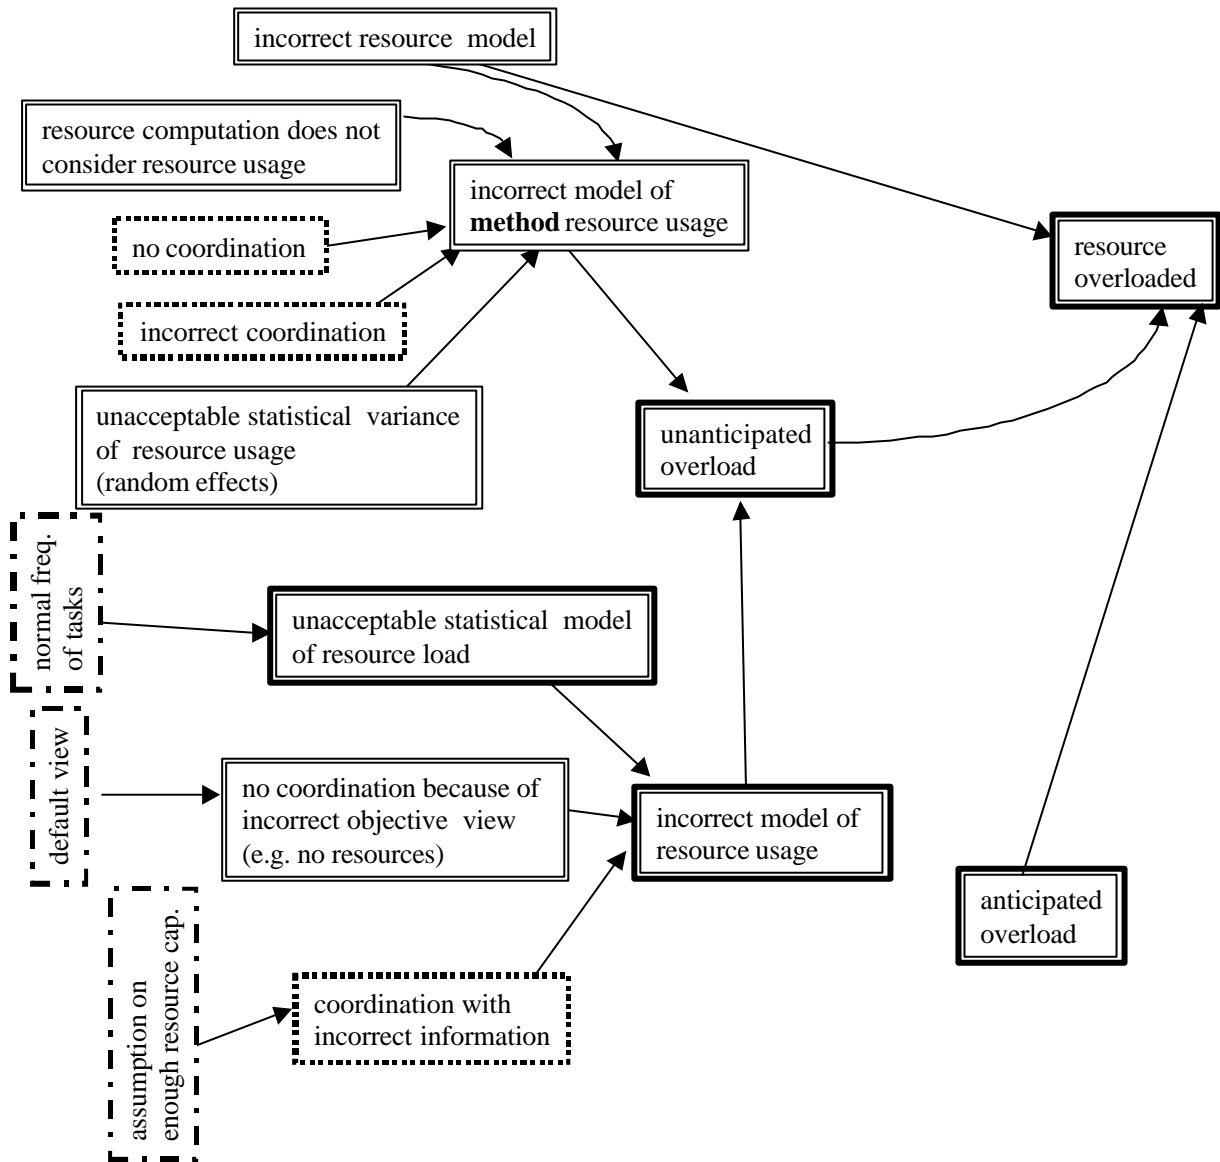 incorrect resource model
resource computation does not
consider resource usage
incorrect model of
method resource usage
no coordination
resource
overloaded
incorrect coordination
unacceptable statistical variance
of resource usage
(random effects)
unanticipated
overload
normal freq.
of tasks
unacceptable statistical model
of resource load
default view
no coordination because of
incorrect objective view
(e.g. no resources)
incorrect model of
resource usage
anticipated
overload
assumption on
enough resource cap.
coordination with
incorrect information